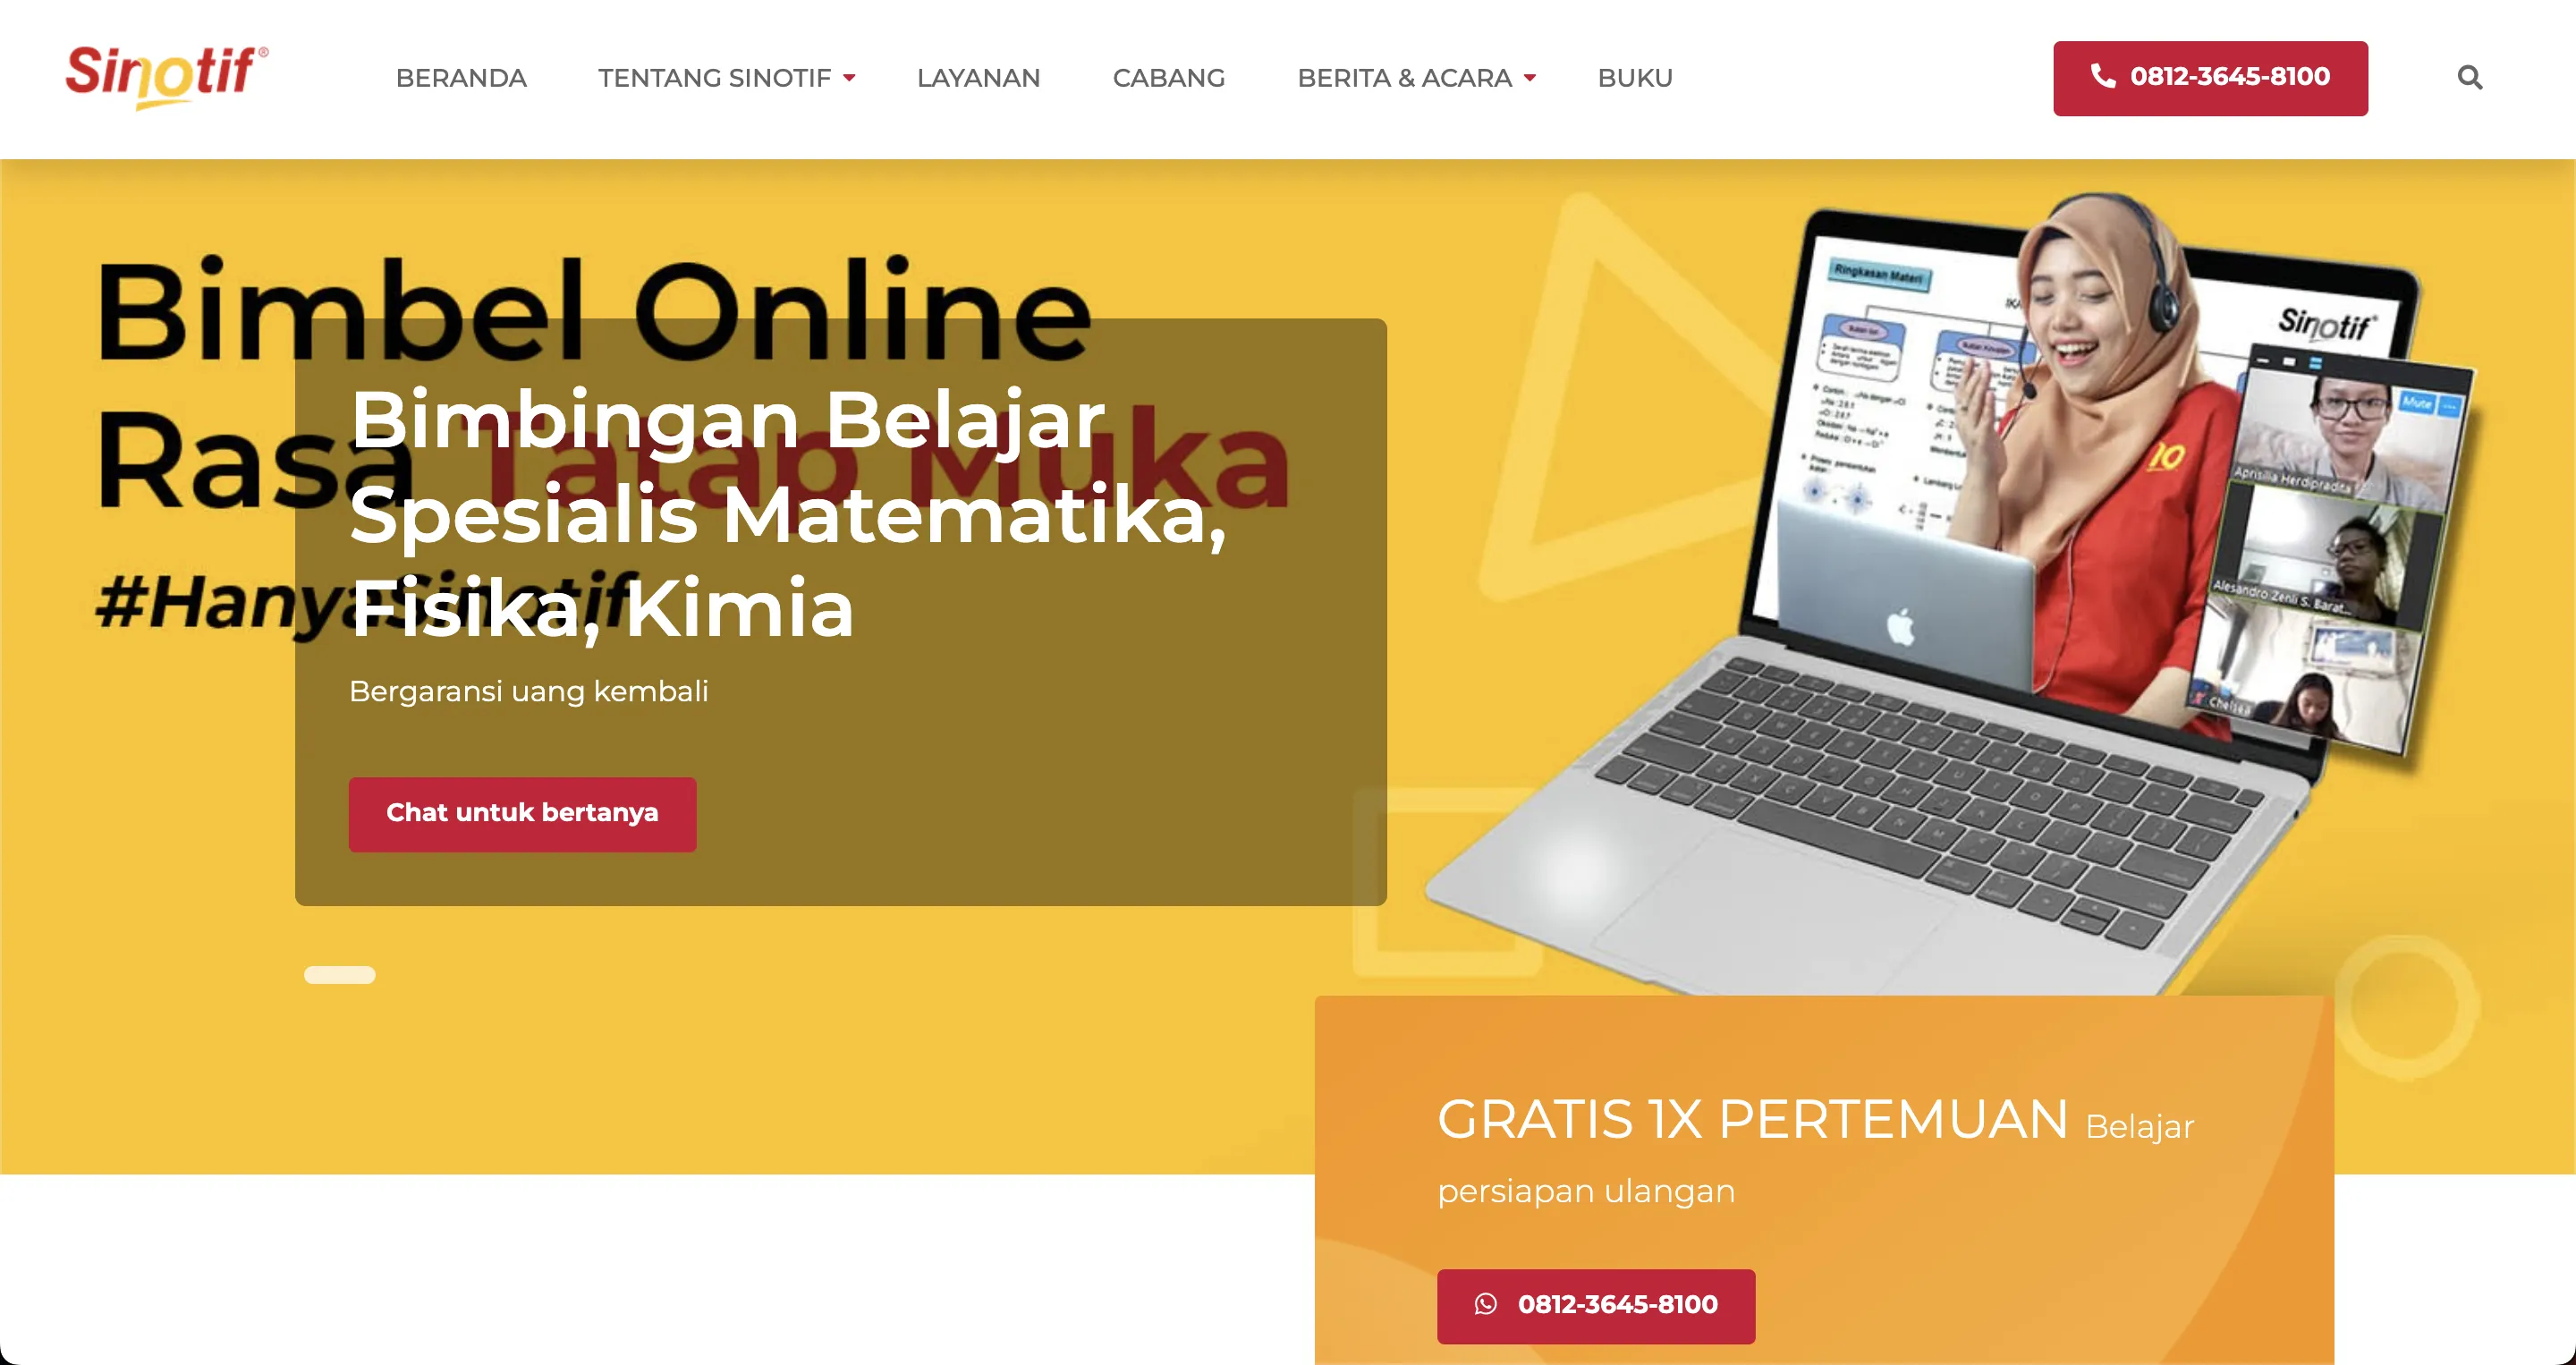 Sinotif®
BERANDA
TENTANG SINOTIF
LAYANAN
CABANG
BERITA & ACARA
BUKU
0812-3645-8100
Bimbel Online
Rasa Tatap Muka
#HanyaSinotif
Bimbingan Belajar
Spesialis Matematika,
Fisika, Kimia
Bergaransi uang kembali
Chat untuk bertanya
Ringkasan Materi
Sinotif
Mute
10
Aprisilia Herdipradita
Alesandro Zenli S. Barat...
Chelsea
GRATIS 1X PERTEMUAN Belajar
persiapan ulangan
0812-3645-8100